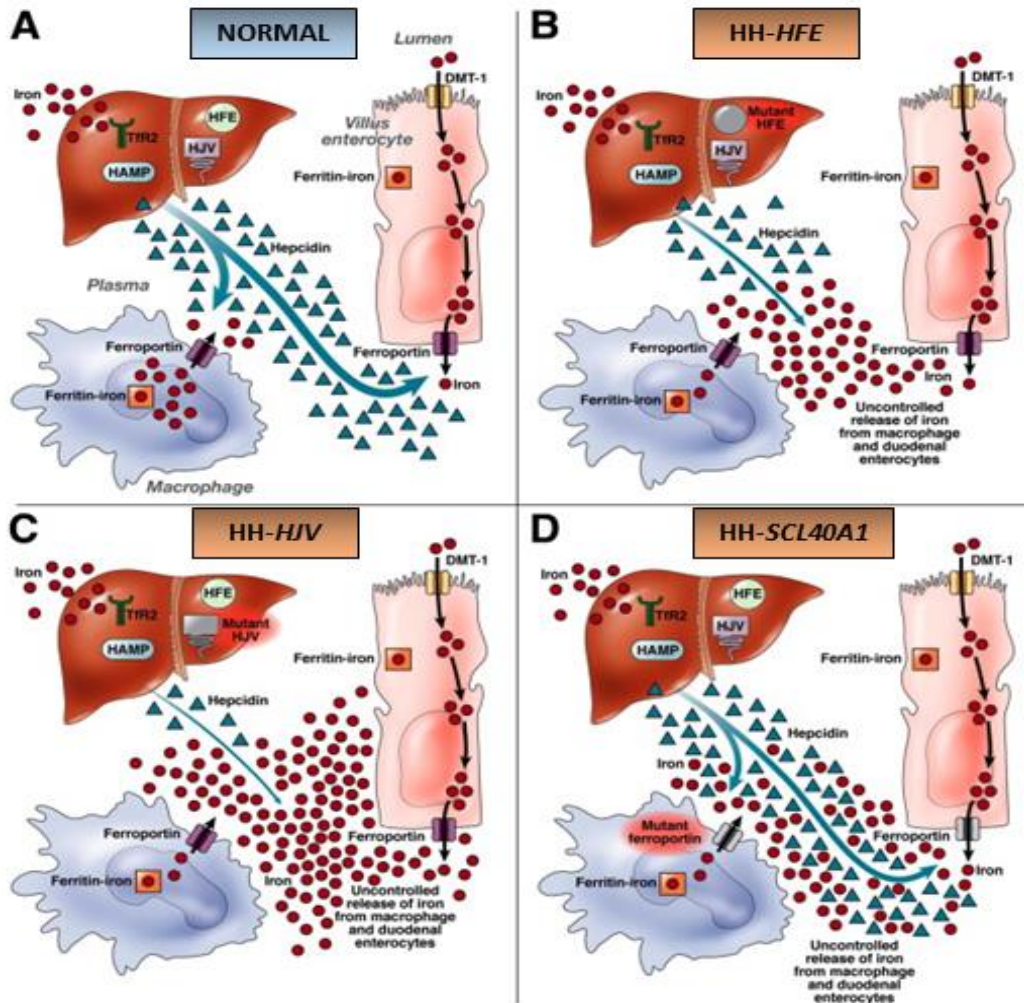 A
NORMAL
Lumen
DMT-1
Iron
HFE
TfR2
HJV
HAMP
Villus
enterocyte
Ferritin-iron
Hepcidin
Plasma
Ferroportin
Ferroportin
Iron
Ferritin-iron
Macrophage
B
HH-HFE
DMT-1
Iron
Mutant
HFE
TfR2
HJV
HAMP
Ferritin-iron
Hepcidin
Ferroportin
Ferroportin
Iron
Ferritin-iron
Uncontrolled
release of iron
from macrophage
and duodenal
enterocytes
C
HH-HJV
DMT-1
Iron
HFE
TfR2
Mutant
HJV
HAMP
Ferritin-iron
Hepcidin
Ferroportin
Ferroportin
Ferritin-iron
Iron
Uncontrolled
release of iron
from macrophage
and duodenal
enterocytes
D
HH-SCL40A1
DMT-1
Iron
HFE
TfR2
HJV
HAMP
Ferritin-iron
Hepcidin
Iron
Mutant
ferroportin
Ferroportin
Iron
Ferritin-iron
Uncontrolled
release of iron
from macrophage
and duodenal
enterocytes